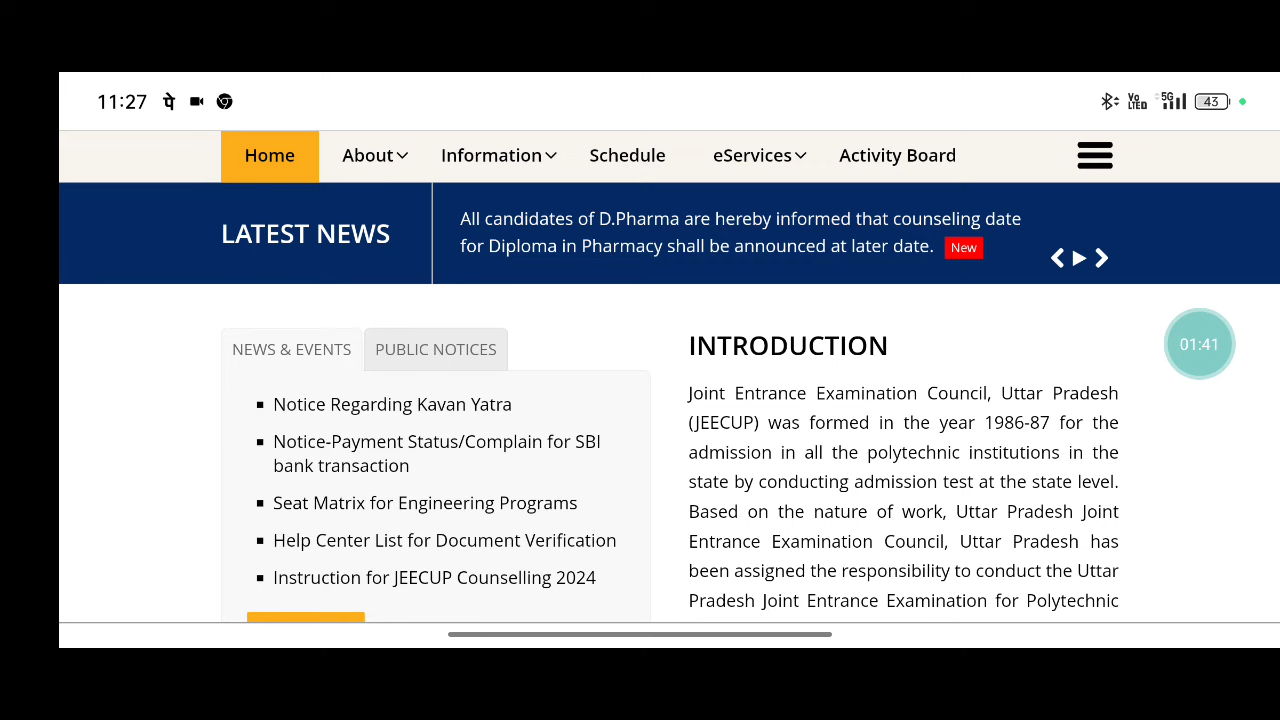 11:27 पे
Vo LTED 5G 43
Home About Information Schedule eServices Activity Board
LATEST NEWS
All candidates of D.Pharma are hereby informed that counseling date
for Diploma in Pharmacy shall be announced at later date. New
NEWS & EVENTS PUBLIC NOTICES
Notice Regarding Kavan Yatra
Notice-Payment Status/Complain for SBI
bank transaction
Seat Matrix for Engineering Programs
Help Center List for Document Verification
Instruction for JEECUP Counselling 2024
INTRODUCTION
Joint Entrance Examination Council, Uttar Pradesh
(JEECUP) was formed in the year 1986-87 for the
admission in all the polytechnic institutions in the
state by conducting admission test at the state level.
Based on the nature of work, Uttar Pradesh Joint
Entrance Examination Council, Uttar Pradesh has
been assigned the responsibility to conduct the Uttar
Pradesh Joint Entrance Examination for Polytechnic
01:41